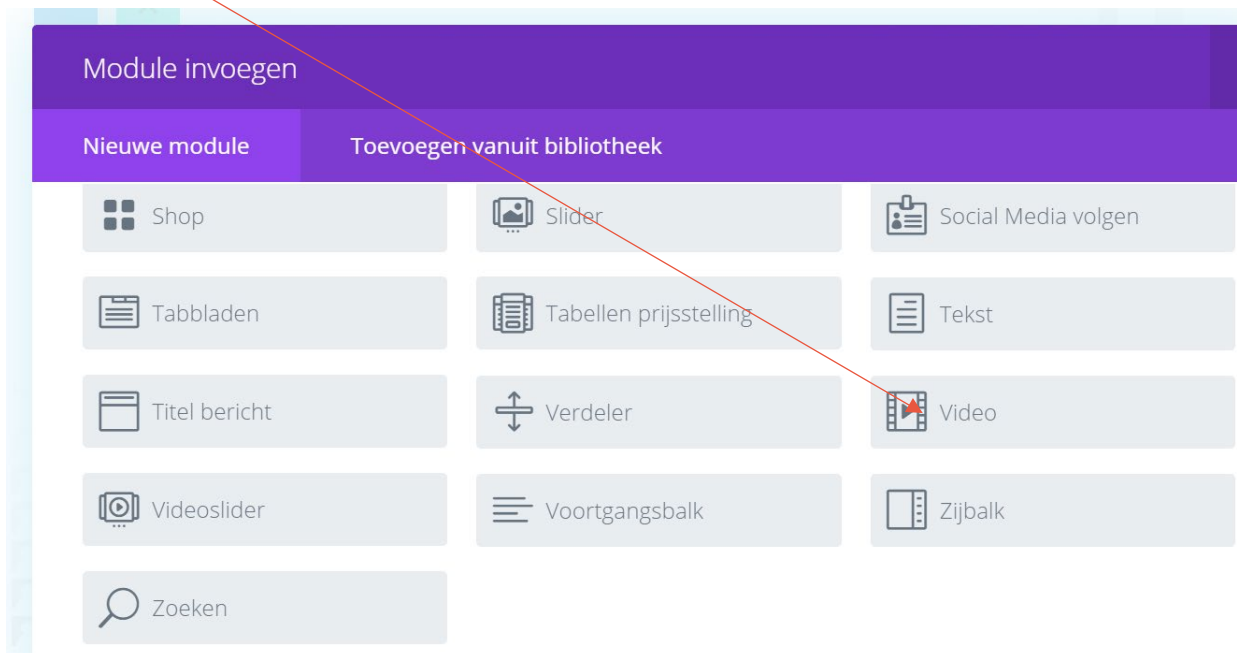 Module invoegen
Nieuwe module Toevoegen vanuit bibliotheek
Shop Slider Social Media volgen
Tabbladen Tabellen prijsstelling Tekst
Titel bericht Verdeler Video
Videoslider Voortgangsbalk Zijbalk
Zoeken